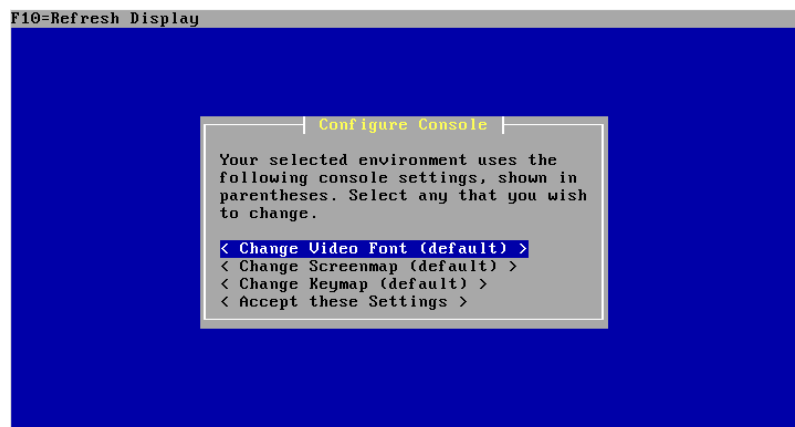 F10=Refresh Display
Configure Console
Your selected environment uses the
following console settings, shown in
parentheses. Select any that you wish
to change.
< Change Video Font (default) >
< Change Screenmap (default) >
< Change Keymap (default) >
< Accept these Settings >